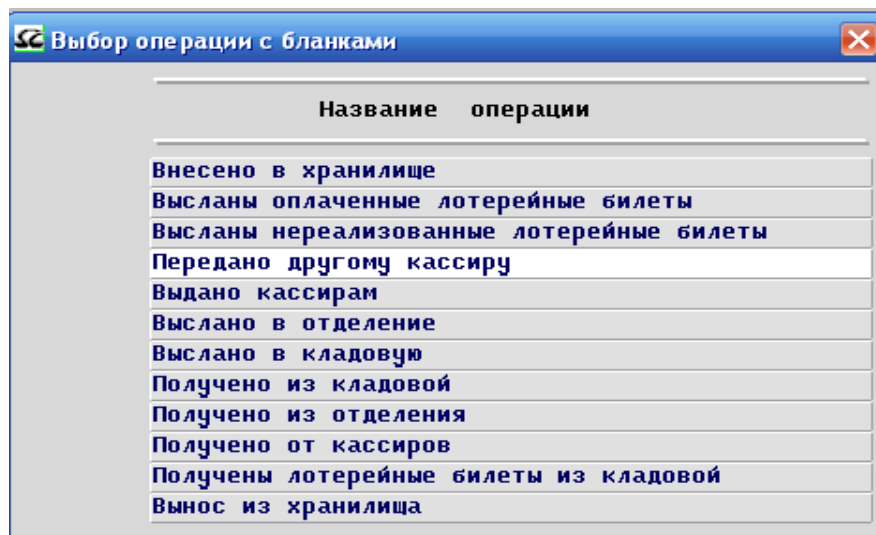 Выбор операции с бланками
Название операции
Внесено в хранилище
Высланы оплаченные лотерейные билеты
Высланы нереализованные лотерейные билеты
Передано другому кассиру
Выдано кассирам
Выслано в отделение
Выслано в кладовую
Получено из кладовой
Получено из отделения
Получено от кассиров
Получены лотерейные билеты из кладовой
Вынос из хранилища